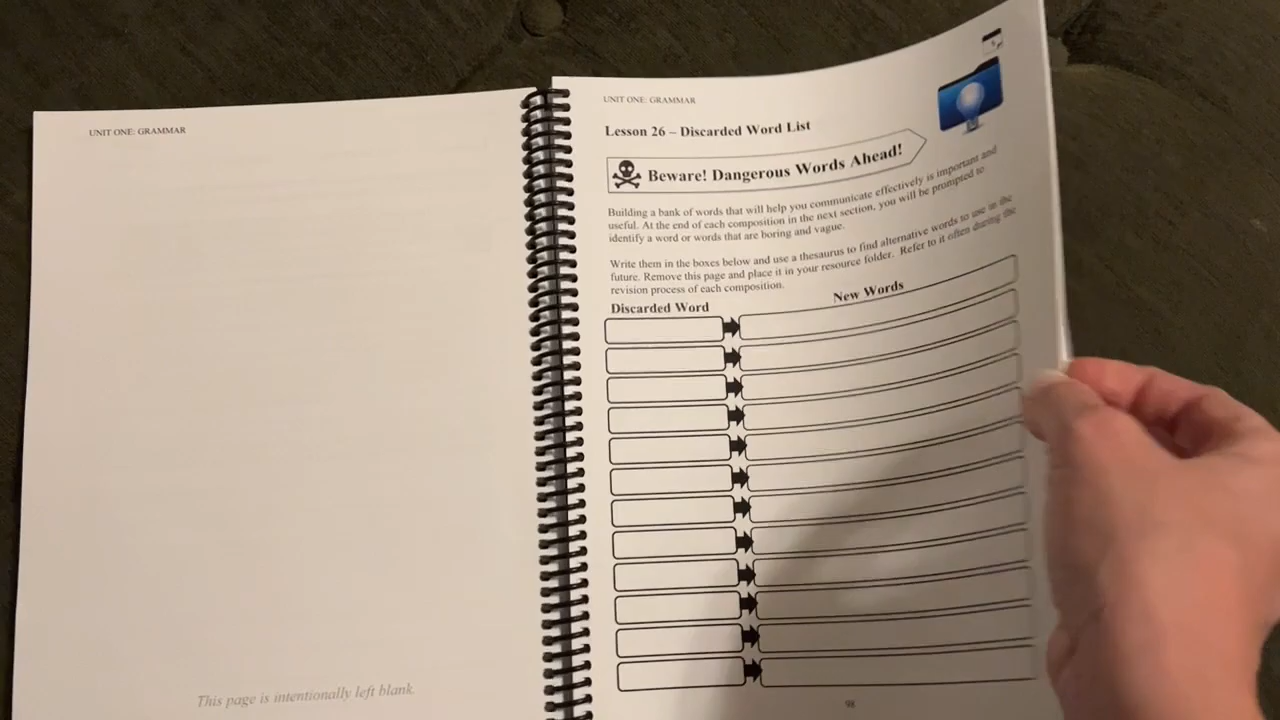 UNIT ONE: GRAMMAR
This page is intentionally left blank.
UNIT ONE: GRAMMAR
Lesson 26 – Discarded Word List
Beware! Dangerous Words Ahead!
Building a bank of words that will help you communicate effectively is important and
useful. At the end of each composition in the next section, you will be prompted to
identify a word or words that are boring and vague.
Write them in the boxes below and use a thesaurus to find alternative words to use in the
future. Remove this page and place it in your resource folder. Refer to it often during the
revision process of each composition.
Discarded Word
New Words
98